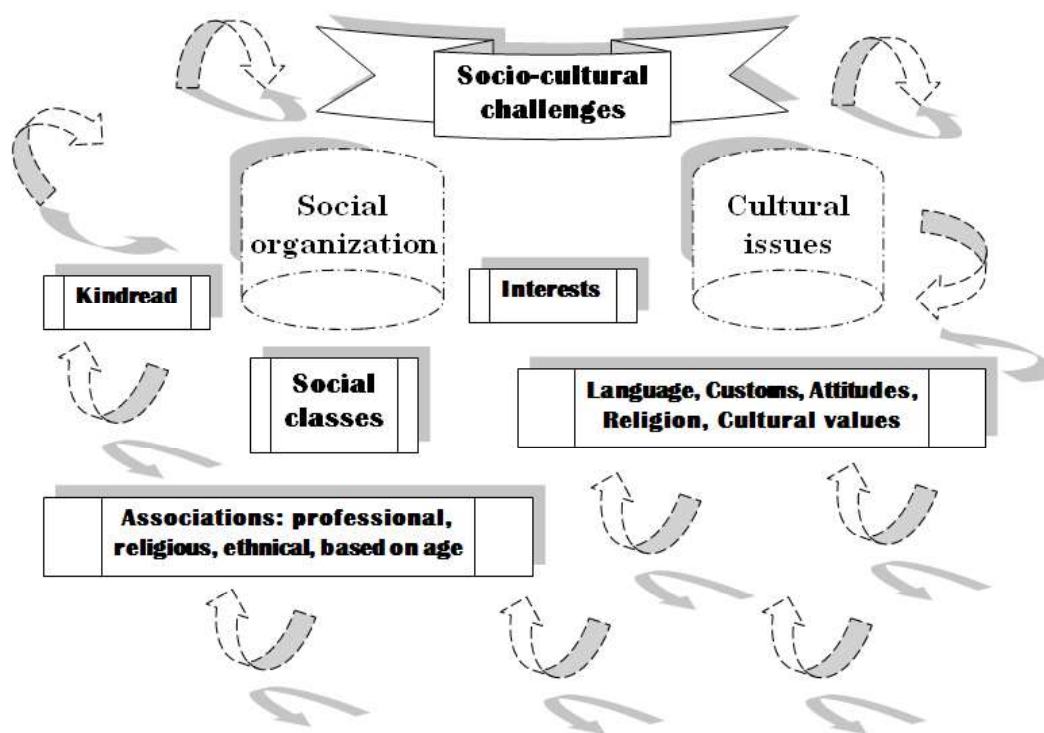 Socio-cultural
challenges
Social
organization
Cultural
issues
Kindread
Interests
Social
classes
Language, Customs, Attitudes,
Religion, Cultural values
Associations: professional,
religious, ethnical, based on age